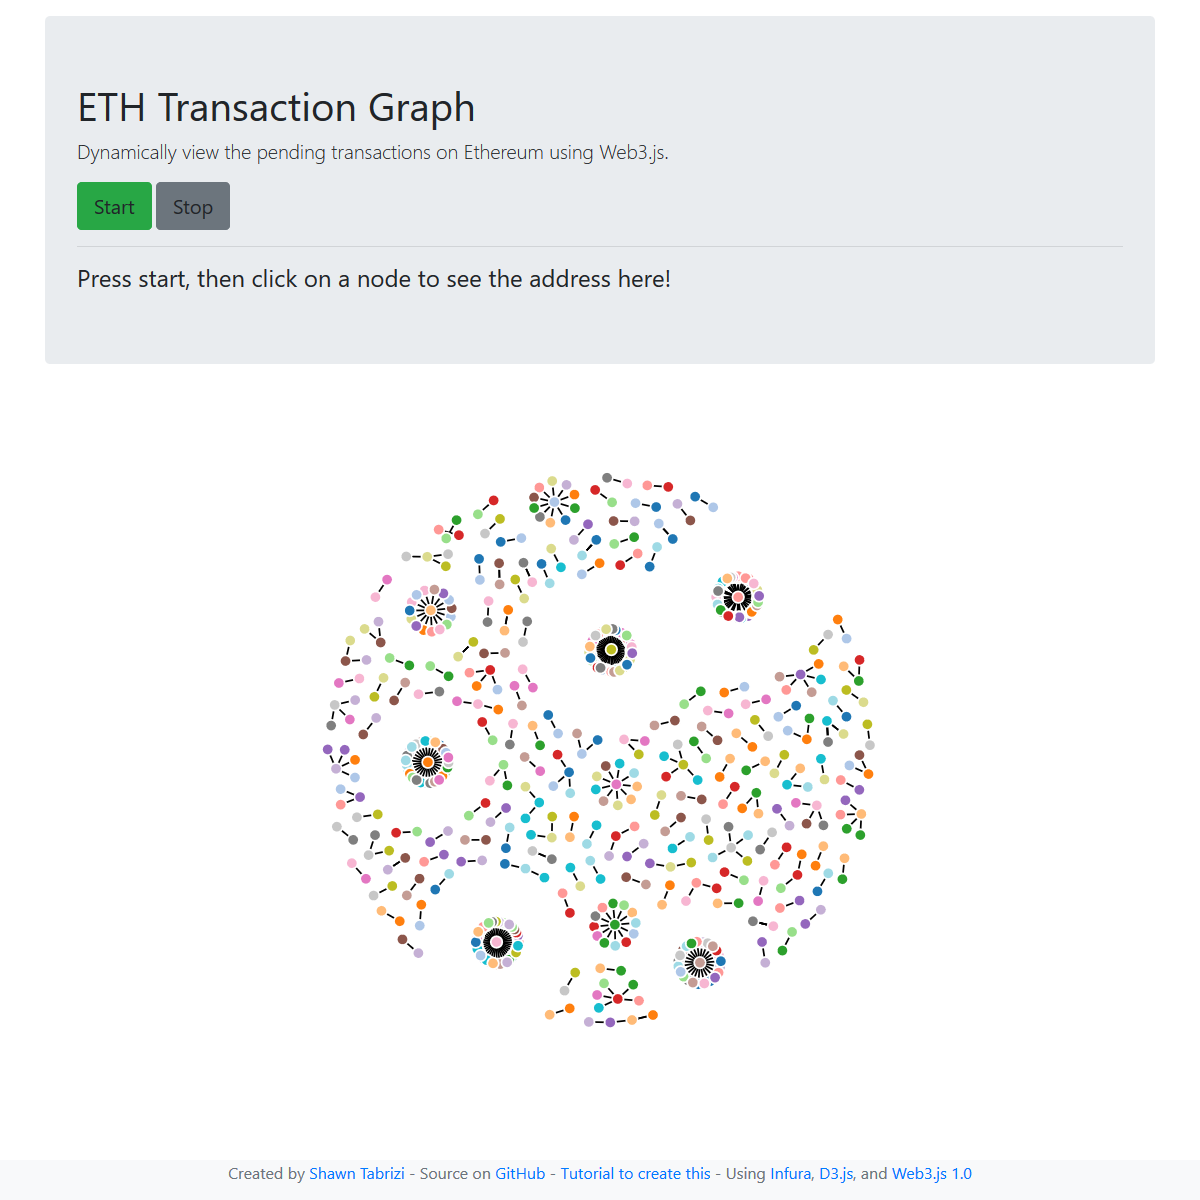 ETH Transaction Graph
Dynamically view the pending transactions on Ethereum using Web3.js.
Start Stop
Press start, then click on a node to see the address here!
Created by Shawn Tabrizi - Source on GitHub - Tutorial to create this - Using Infura, D3.js, and Web3.js 1.0